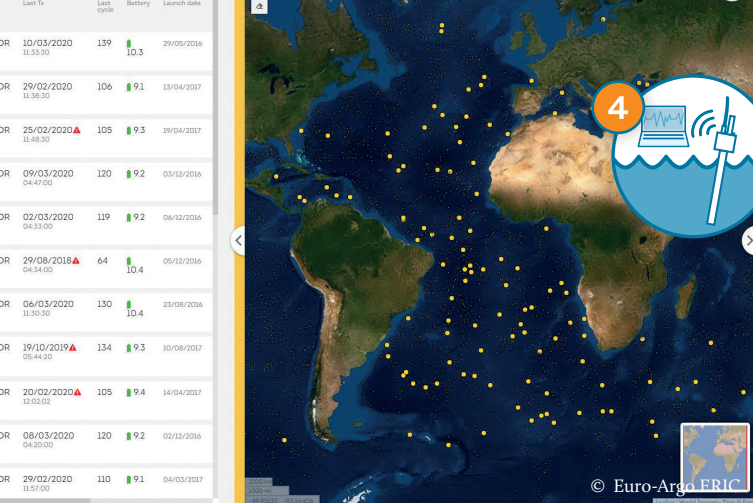 Last Tx Last cycle Battery Launch date
OR 10/03/2020 139 10.3 29/05/2016
11:33:30
OR 29/02/2020 106 9.1 13/04/2017
11:38:30
OR 25/02/2020 105 9.3 19/04/2017
11:48:30
OR 09/03/2020 120 9.2 03/12/2016
04:47:00
OR 02/03/2020 119 9.2 06/12/2016
04:33:00
OR 29/08/2018 64 10.4 05/12/2016
04:34:00
OR 06/03/2020 130 10.4 23/08/2016
11:30:30
OR 19/10/2019 134 9.3 10/08/2017
05:44:20
OR 20/02/2020 105 9.4 14/04/2017
12:02:02
OR 08/03/2020 120 9.2 02/12/2016
04:20:00
OR 29/02/2020 110 9.1 04/03/2017
11:57:00
4
© Euro-Argo ERIC